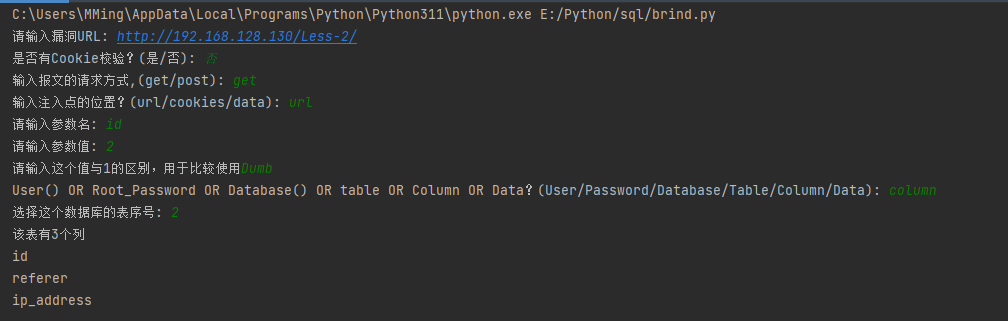 C:\Users\MMing\AppData\Local\Programs\Python\Python311\python.exe E:/Python/sql/brind.py
请输入漏洞URL: http://192.168.128.130/Less-2/
是否有Cookie校验？(是/否): 否
输入报文的请求方式,(get/post): get
输入注入点的位置？(url/cookies/data): url
请输入参数名: id
请输入参数值: 2
请输入这个值与1的区别，用于比较使用Dumb
User() OR Root_Password OR Database() OR table OR Column OR Data？(User/Password/Database/Table/Column/Data): column
选择这个数据库的表序号: 2
该表有3个列
id
referer
ip_address